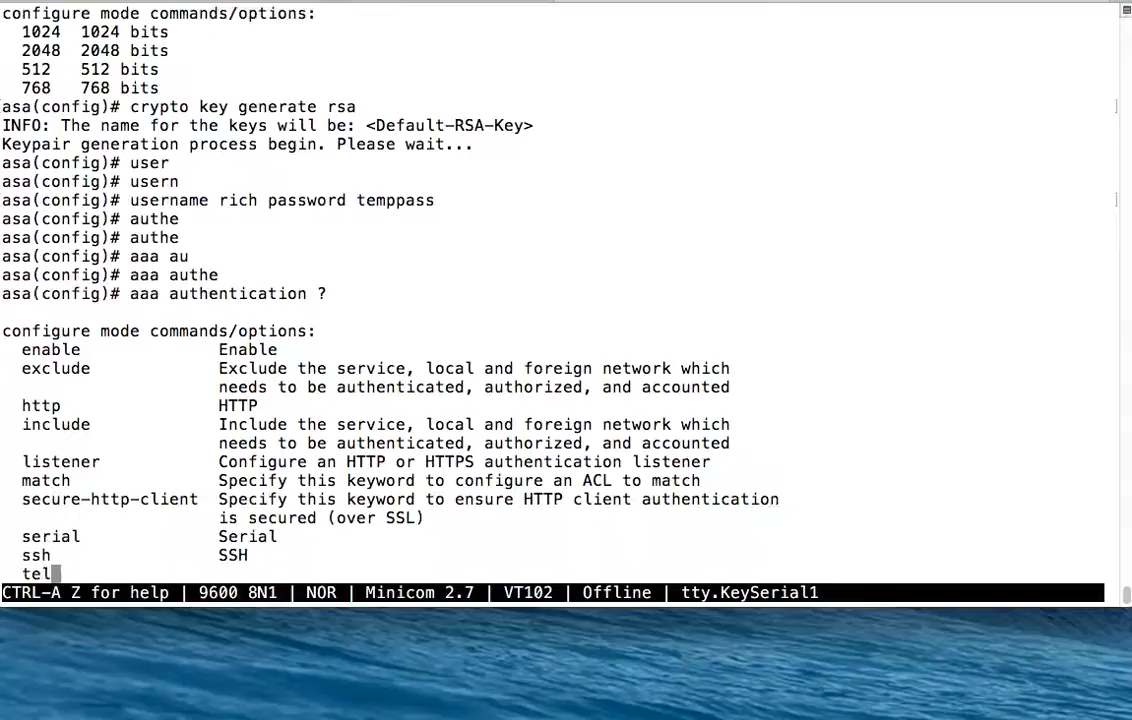 configure mode commands/options:
  1024  1024 bits
  2048  2048 bits
  512   512 bits
  768   768 bits
asa(config)# crypto key generate rsa
INFO: The name for the keys will be: <Default-RSA-Key>
Keypair generation process begin. Please wait...
asa(config)# user
asa(config)# usern
asa(config)# username rich password temppass
asa(config)# authe
asa(config)# authe
asa(config)# aaa au
asa(config)# aaa authe
asa(config)# aaa authentication ?
configure mode commands/options:
  enable              Enable
  exclude             Exclude the service, local and foreign network which
                      needs to be authenticated, authorized, and accounted
  http                HTTP
  include             Include the service, local and foreign network which
                      needs to be authenticated, authorized, and accounted
  listener            Configure an HTTP or HTTPS authentication listener
  match               Specify this keyword to configure an ACL to match
  secure-http-client  Specify this keyword to ensure HTTP client authentication
                      is secured (over SSL)
  serial              Serial
  ssh                 SSH
  tel
CTRL-A Z for help | 9600 8N1 | NOR | Minicom 2.7 | VT102 | Offline | tty.KeySerial1